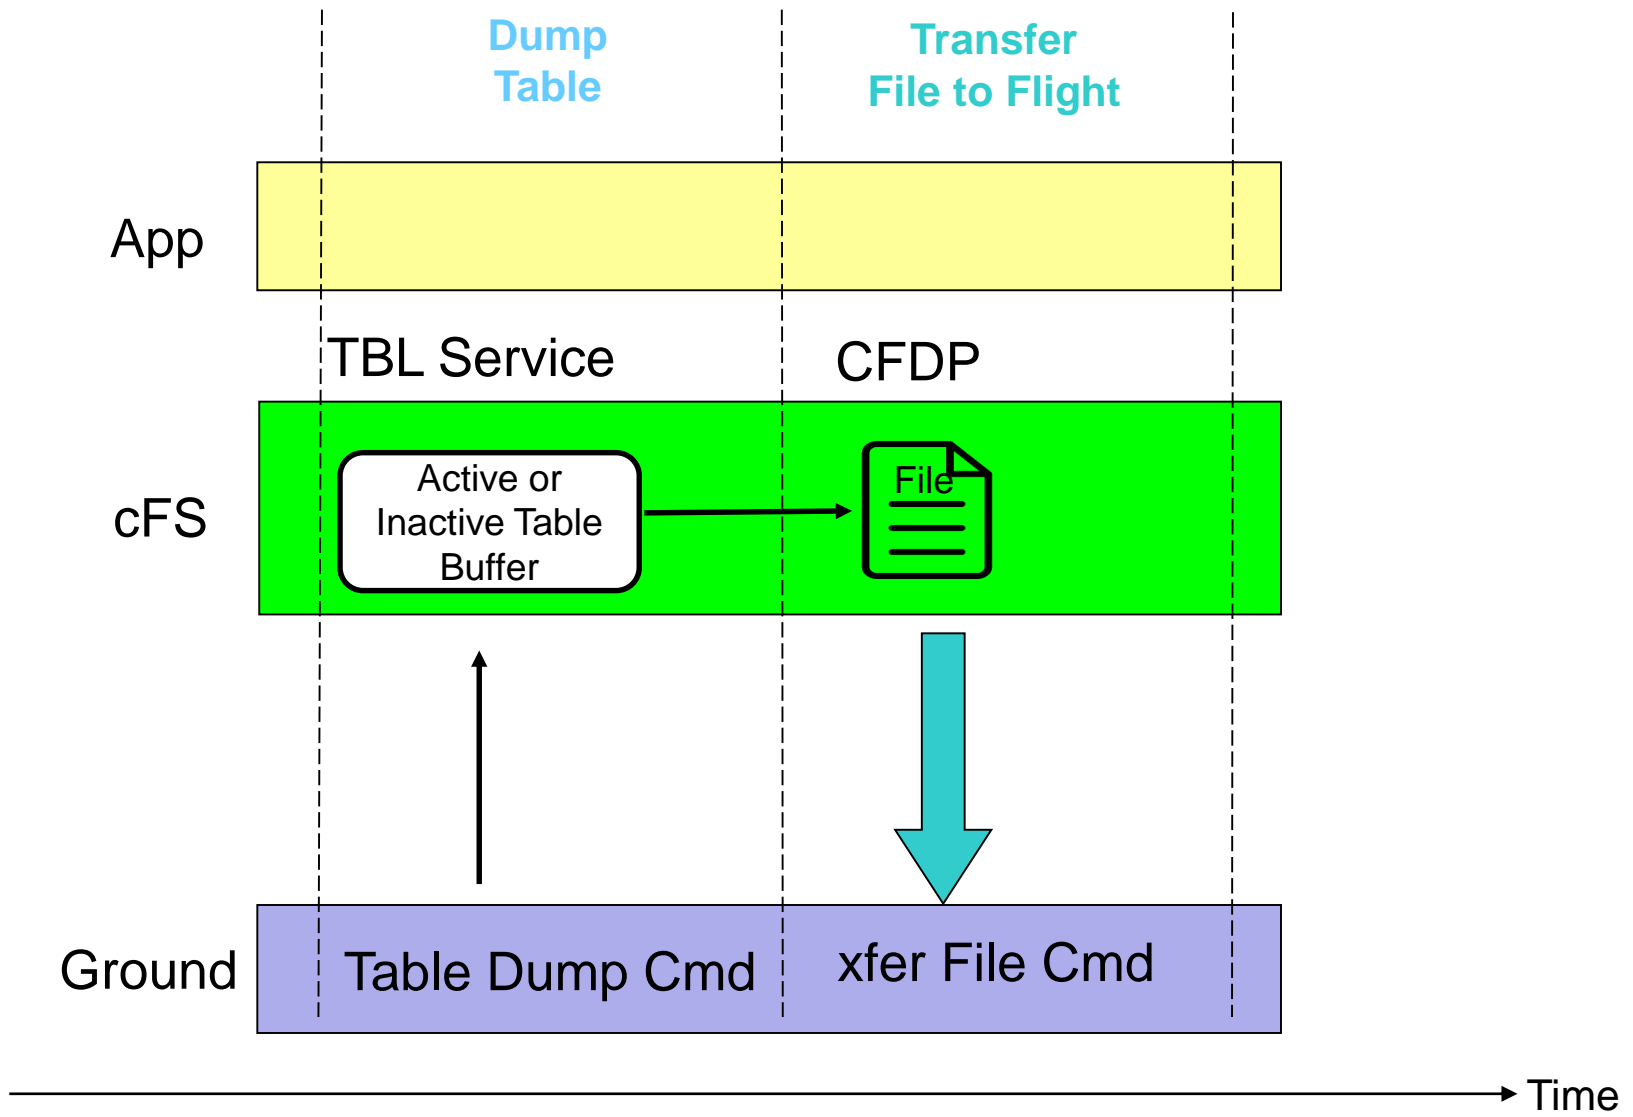 Dump
Table
Transfer
File to Flight
App
TBL Service
CFDP
cFS
Active or
Inactive Table
Buffer
File
Ground
Table Dump Cmd
xfer File Cmd
Time